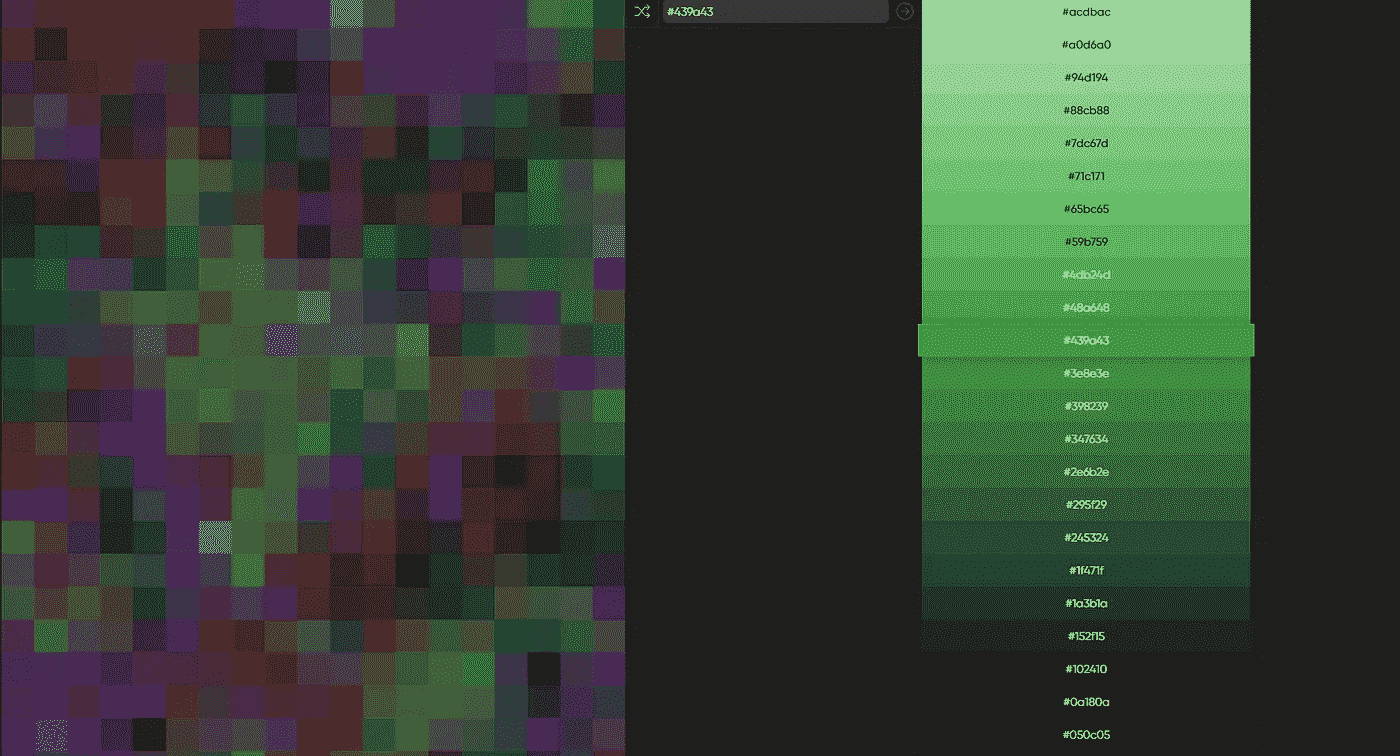 #439a43
#acdbac
#a0d6a0
#94d194
#88cb88
#7dc67d
#71c171
#65bc65
#59b759
#4db24d
#48a648
#439a43
#3e8e3e
#398239
#347634
#2e6b2e
#295f29
#245324
#1f471f
#1a3b1a
#152f15
#102410
#0a180a
#050c05